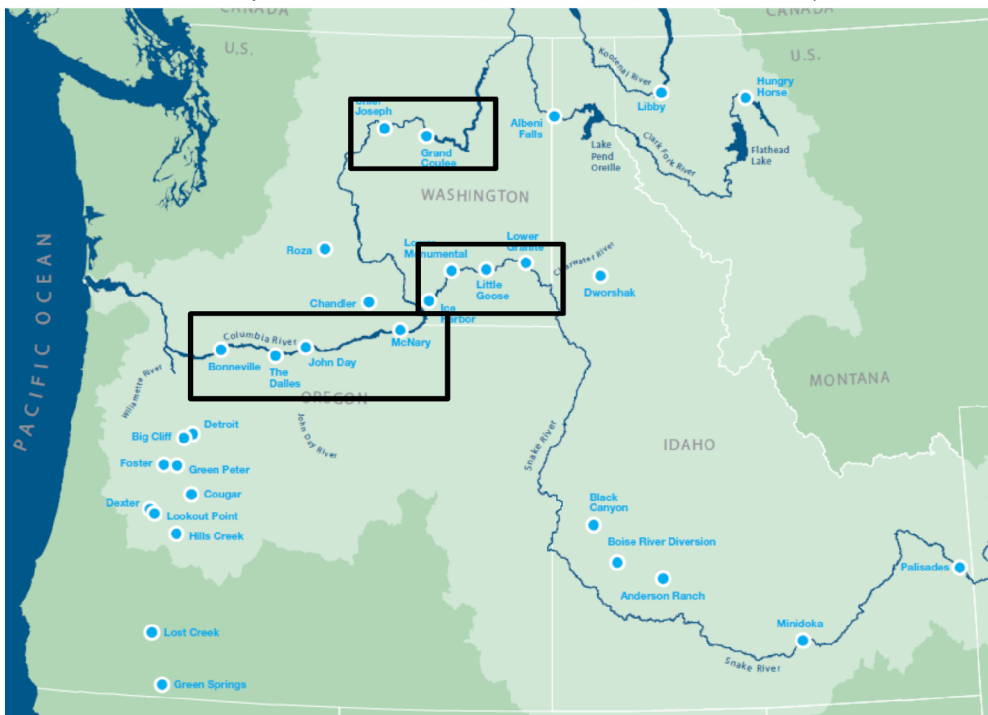 CANADA
CANADA
U.S.
U.S.
Kootenai River
Hungry
Horse
Libby
Chief
Joseph
Albeni
Falls
Grand
Coulee
Lake
Pend
Oreille
Clark Fork River
Flathead
Lake
WASHINGTON
Roza
Lower
Monumental
Lower
Granite
Clearwater River
Little
Goose
Dworshak
Chandler
Ice
Harbor
PACIFIC OCEAN
Columbia River
McNary
Bonneville
The
Dalles
John Day
OREGON
MONTANA
Willamette River
John Day River
Detroit
Big Cliff
Foster
Green Peter
Cougar
Dexter
Lookout Point
Hills Creek
Snake River
IDAHO
Black
Canyon
Boise River Diversion
Anderson Ranch
Palisades
Minidoka
Snake River
Lost Creek
Green Springs